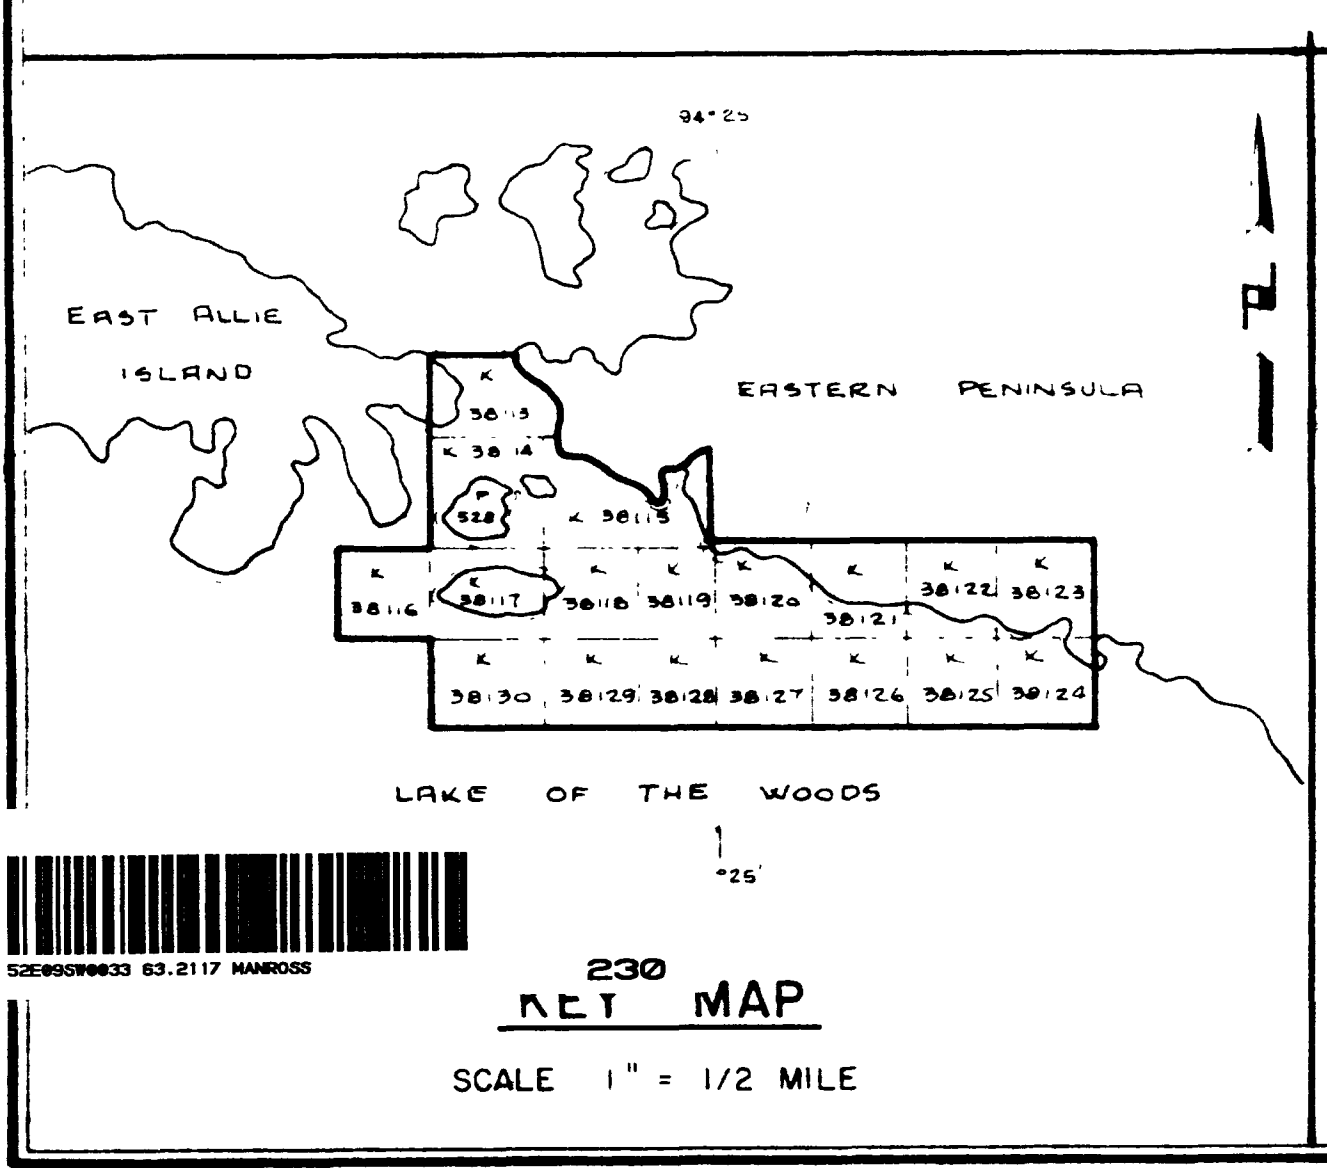 94° 25
EAST ALLIE
ISLAND
EASTERN PENINSULA
K
38113
K 38114
P
528
K 38115
K K K K K K K K
38116 38117 38118 38119 38120 38121 38122 38123
K K K K K K K
38130 38129 38128 38127 38126 38125 38124
LAKE OF THE WOODS
°25'
52E09SW0033 63.2117 MANROSS
230
KEY MAP
SCALE 1" = 1/2 MILE